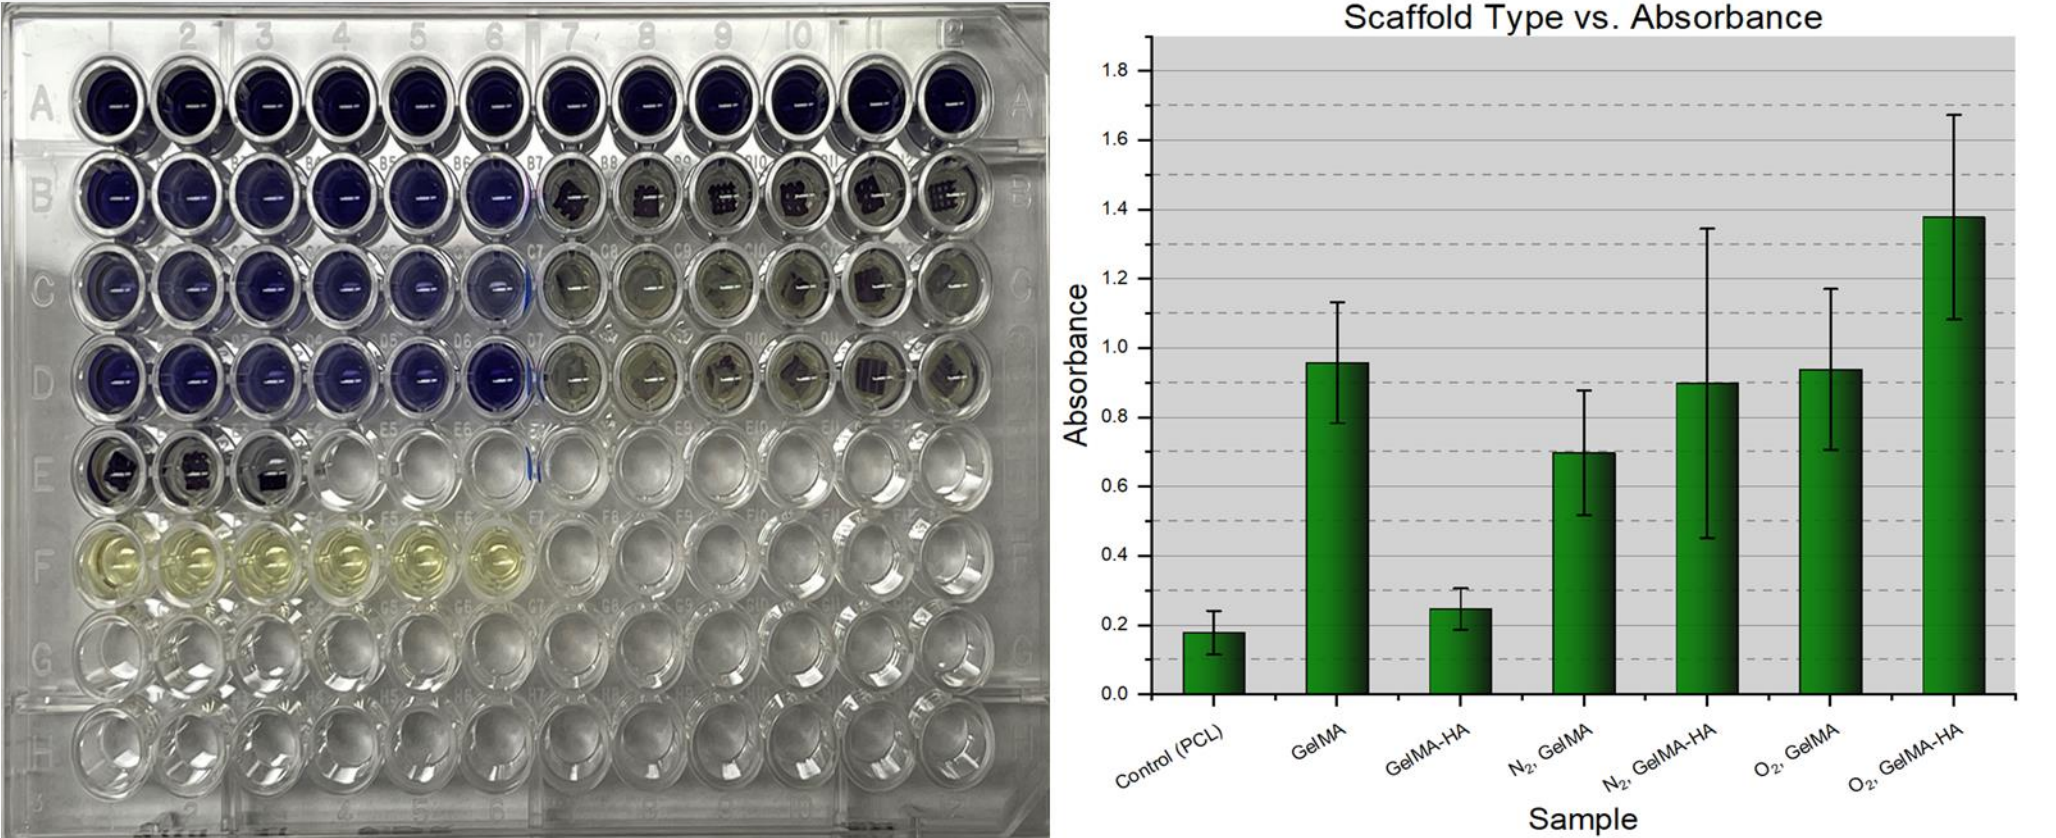 1 2 3 4 5 6 7 8 9 10 11 12
A A
B B
C C
D D
E
F
G G
H
Scaffold Type vs. Absorbance
Absorbance
1.8
1.6
1.4
1.2
1.0
0.8
0.6
0.4
0.2
0.0
Control (PCL)
GelMA
GelMA-HA
N₂, GelMA
N₂, GelMA-HA
O₂, GelMA
O₂, GelMA-HA
Sample